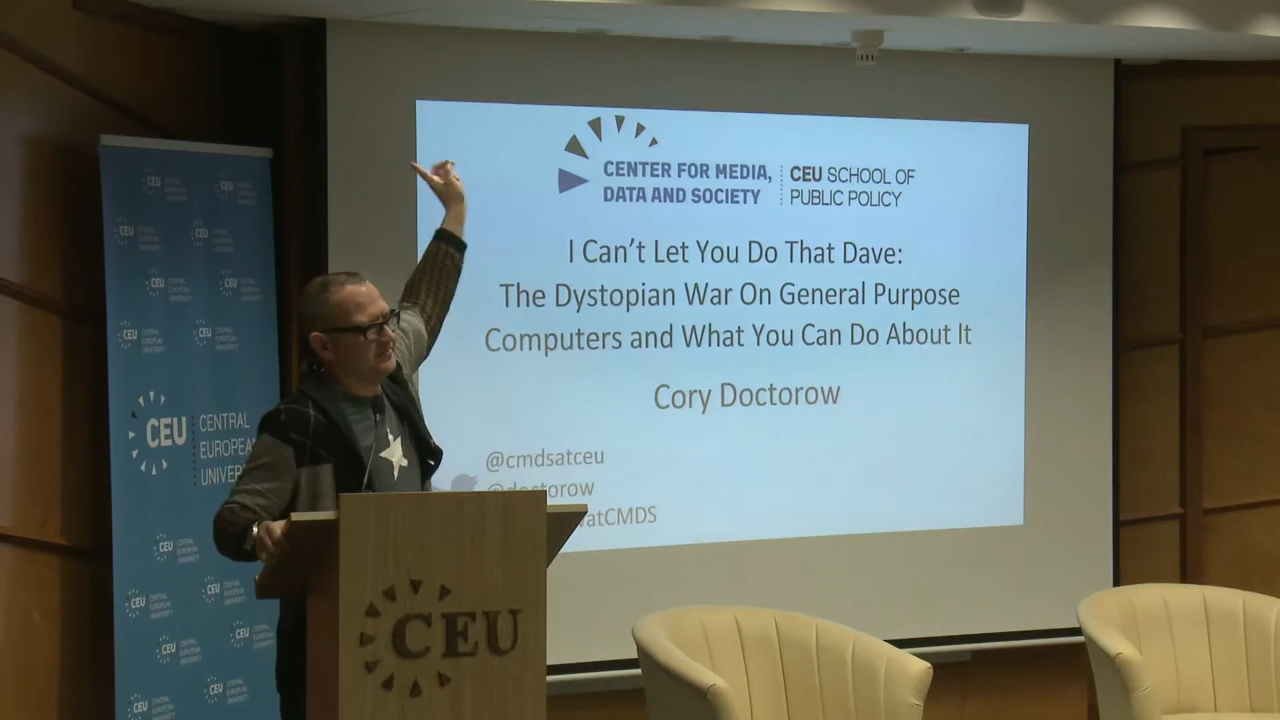 CENTER FOR MEDIA,
DATA AND SOCIETY
CEU SCHOOL OF
PUBLIC POLICY
I Can't Let You Do That Dave:
The Dystopian War On General Purpose
Computers and What You Can Do About It
Cory Doctorow
@cmdsatceu
@doctorow
atCMDS
CEU
CENTRAL
EUROPEAN
CEU